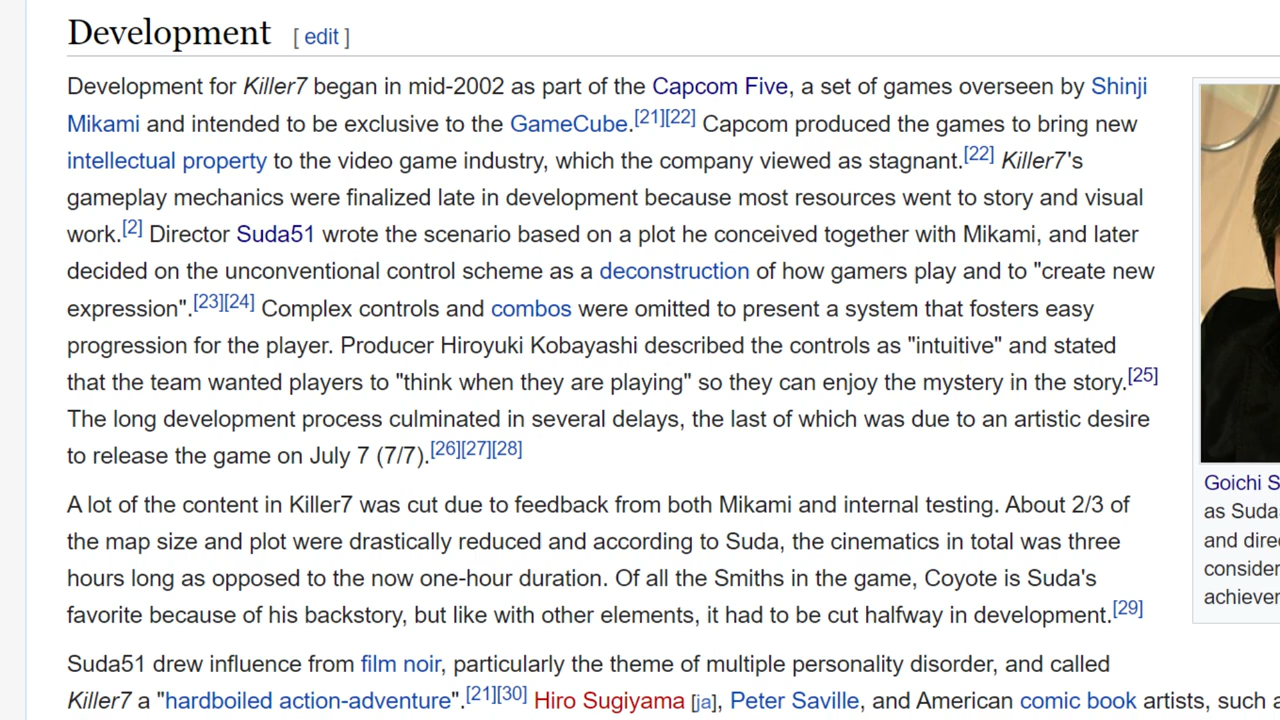 Development [ edit ]
Development for Killer7 began in mid-2002 as part of the Capcom Five, a set of games overseen by Shinji
Mikami and intended to be exclusive to the GameCube.[21][22] Capcom produced the games to bring new
intellectual property to the video game industry, which the company viewed as stagnant.[22] Killer7's
gameplay mechanics were finalized late in development because most resources went to story and visual
work.[2] Director Suda51 wrote the scenario based on a plot he conceived together with Mikami, and later
decided on the unconventional control scheme as a deconstruction of how gamers play and to "create new
expression".[23][24] Complex controls and combos were omitted to present a system that fosters easy
progression for the player. Producer Hiroyuki Kobayashi described the controls as "intuitive" and stated
that the team wanted players to "think when they are playing" so they can enjoy the mystery in the story.[25]
The long development process culminated in several delays, the last of which was due to an artistic desire
to release the game on July 7 (7/7).[26][27][28]
A lot of the content in Killer7 was cut due to feedback from both Mikami and internal testing. About 2/3 of
the map size and plot were drastically reduced and according to Suda, the cinematics in total was three
hours long as opposed to the now one-hour duration. Of all the Smiths in the game, Coyote is Suda's
favorite because of his backstory, but like with other elements, it had to be cut halfway in development.[29]
Suda51 drew influence from film noir, particularly the theme of multiple personality disorder, and called
Killer7 a "hardboiled action-adventure".[21][30] Hiro Sugiyama [ja], Peter Saville, and American comic book artists, such
Goichi S
as Suda
and dire
consider
achiever